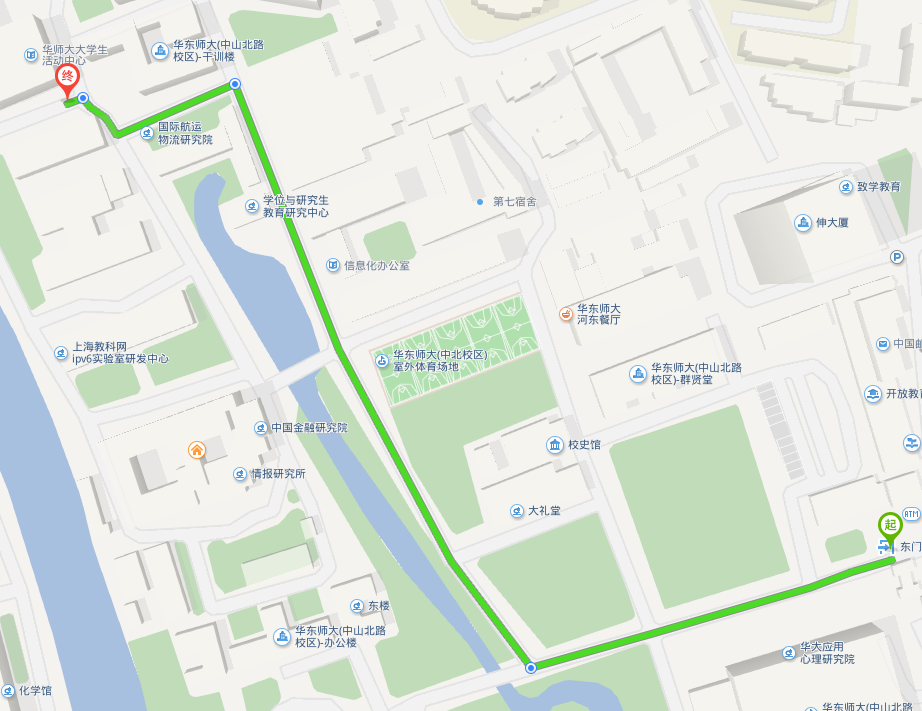 华师大大学生
活动中心
终
华东师大(中山北路
校区)-干训楼
国际航运
物流研究院
学位与研究生
教育研究中心
第七宿舍
致学教育
伸大厦
P
信息化办公室
华东师大
河东餐厅
上海教科网
ipv6实验室研发中心
华东师大(中北校区)
室外体育场地
中国邮
华东师大(中山北路
校区)-群贤堂
开放教育
中国金融研究院
校史馆
情报研究所
大礼堂
ATM
起
东门
东楼
华东师大(中山北路
校区)-办公楼
华大应用
心理研究院
化学馆
华东师大(中山北路